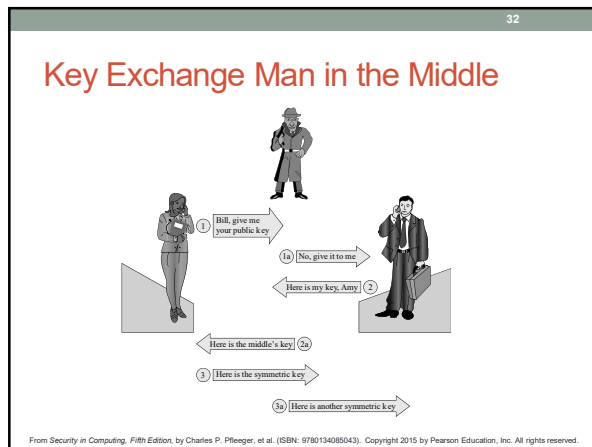 32
Key Exchange Man in the Middle
1 Bill, give me
your public key
1a No, give it to me
Here is my key, Amy 2
Here is the middle's key 2a
3 Here is the symmetric key
3a Here is another symmetric key
From Security in Computing, Fifth Edition, by Charles P. Pfleeger, et al. (ISBN: 9780134085043). Copyright 2015 by Pearson Education, Inc. All rights reserved.